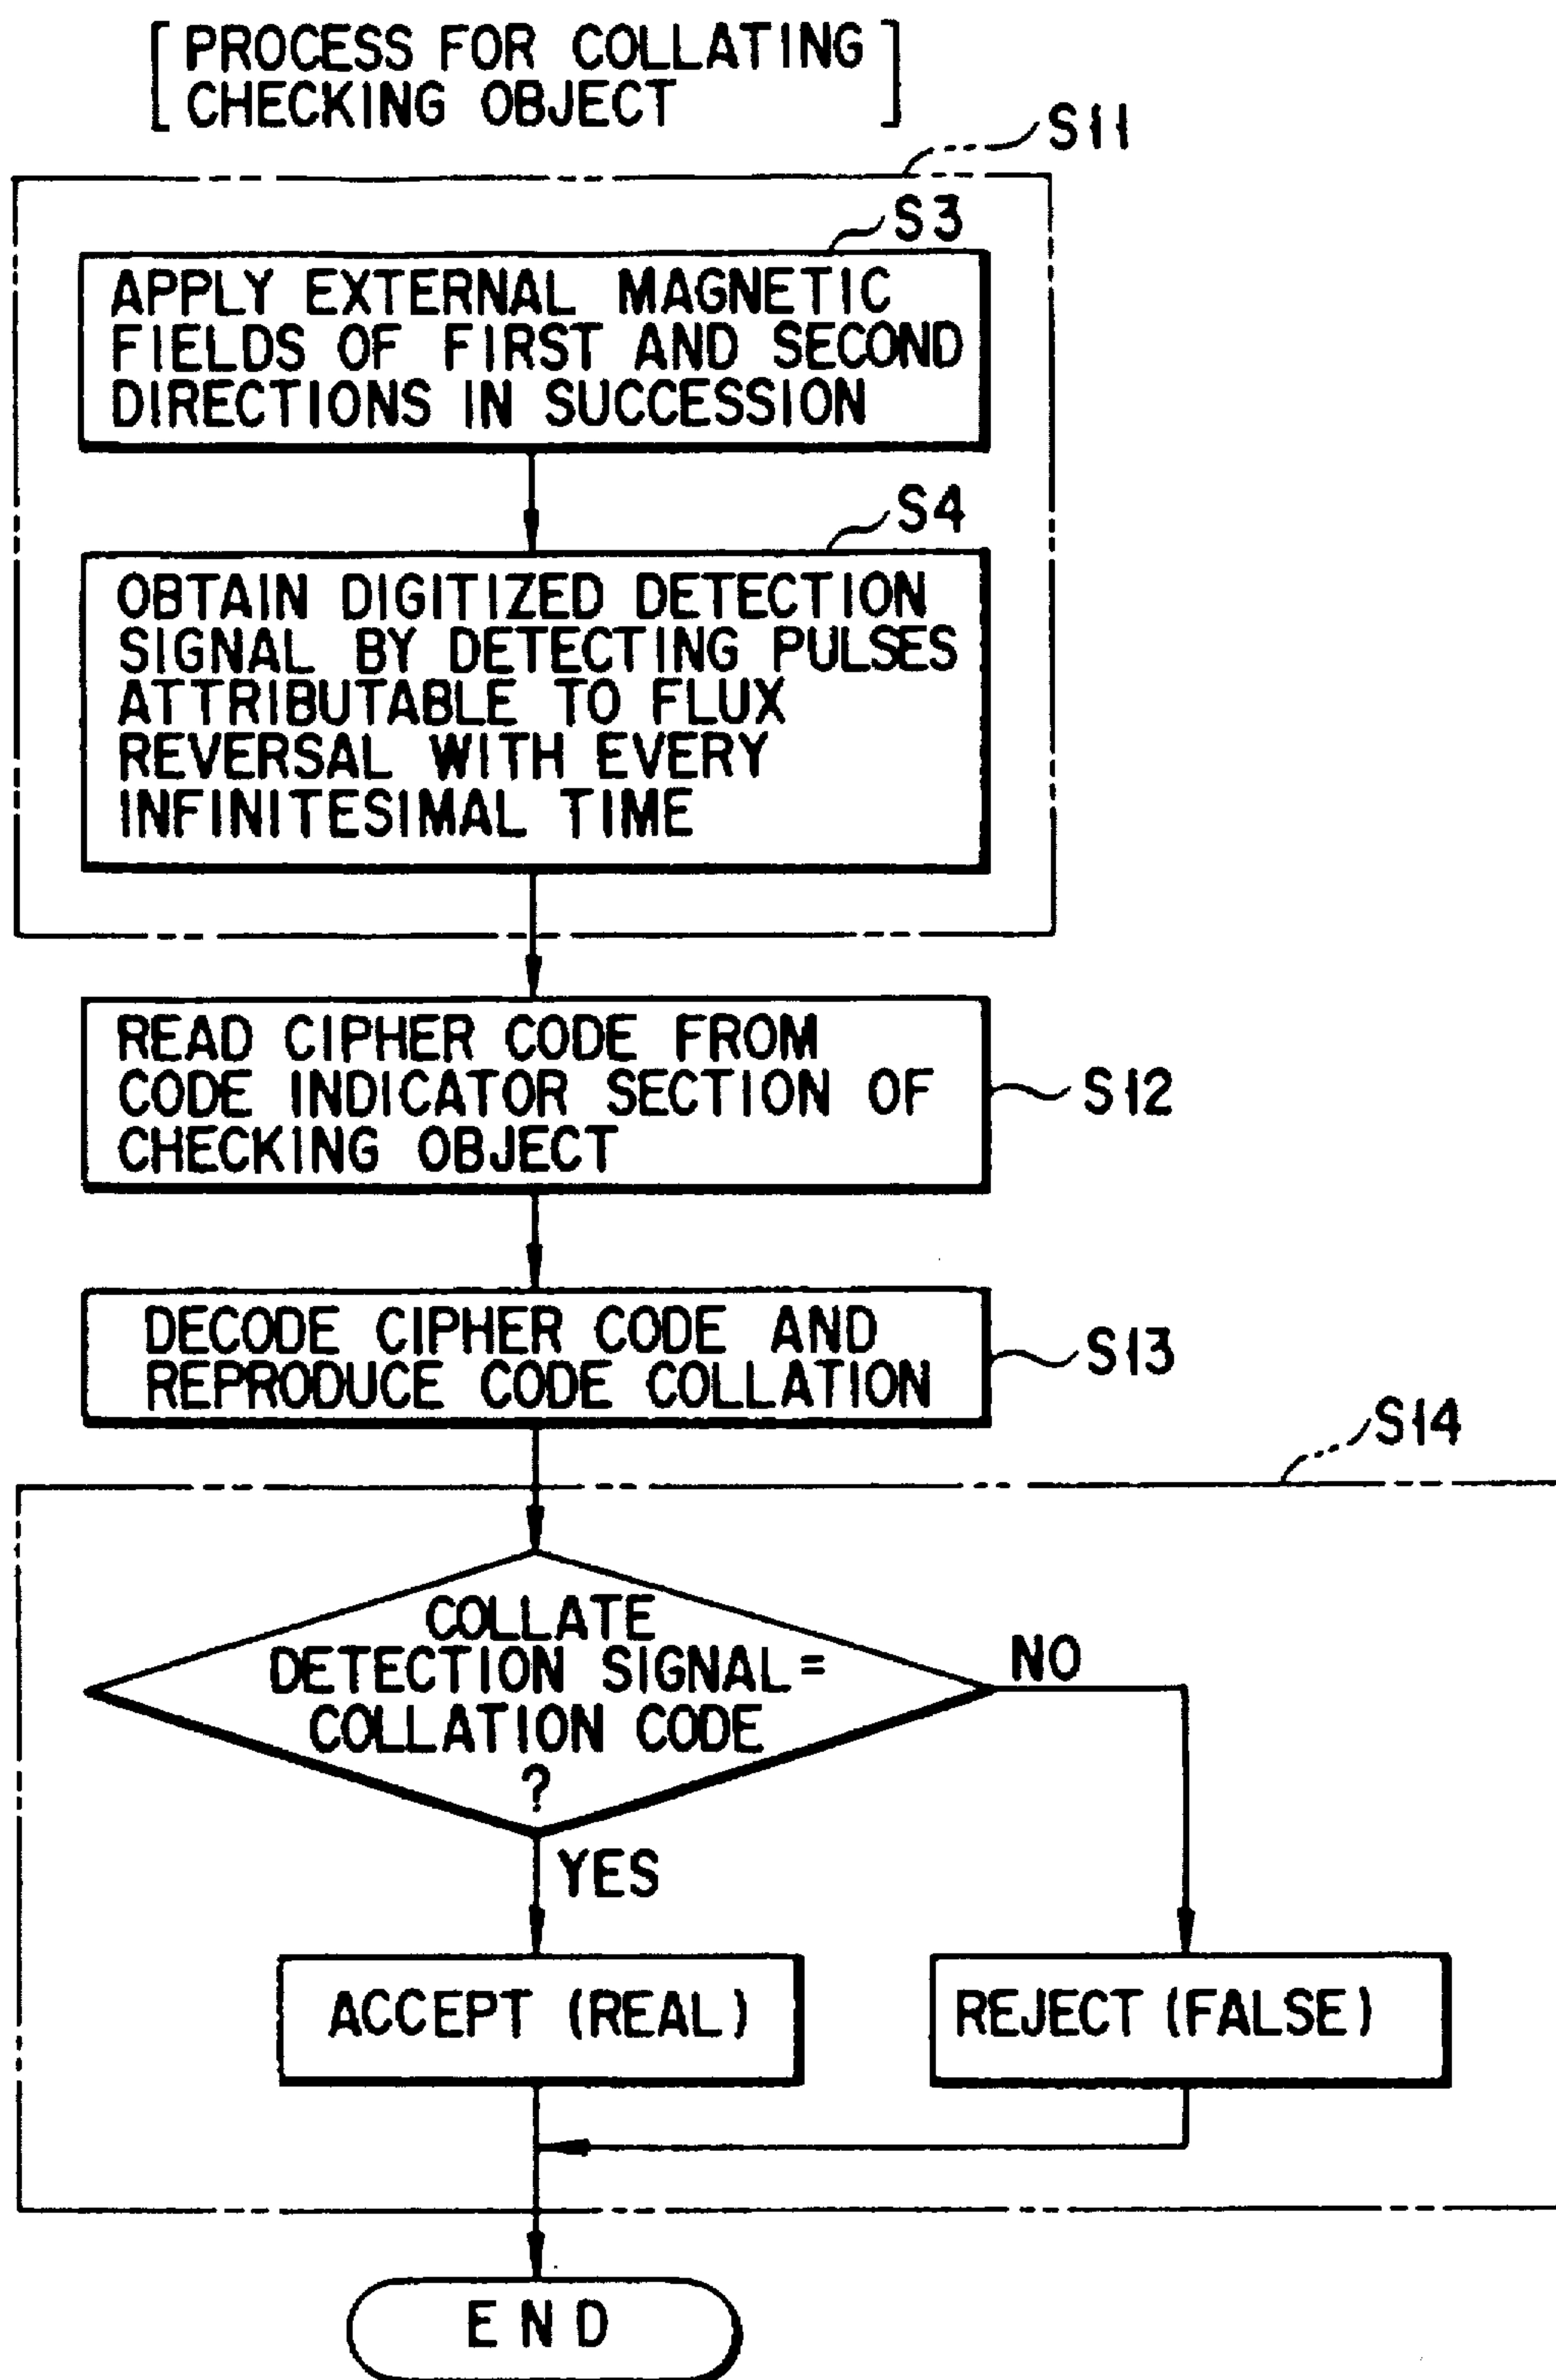 [PROCESS FOR COLLATING
CHECKING OBJECT]
S11
S3
APPLY EXTERNAL MAGNETIC
FIELDS OF FIRST AND SECOND
DIRECTIONS IN SUCCESSION
S4
OBTAIN DIGITIZED DETECTION
SIGNAL BY DETECTING PULSES
ATTRIBUTABLE TO FLUX
REVERSAL WITH EVERY
INFINITESIMAL TIME
READ CIPHER CODE FROM
CODE INDICATOR SECTION OF
CHECKING OBJECT
S12
DECODE CIPHER CODE AND
REPRODUCE CODE COLLATION
S13
S14
COLLATE
DETECTION SIGNAL=
COLLATION CODE
?
NO
YES
ACCEPT (REAL)
REJECT (FALSE)
END